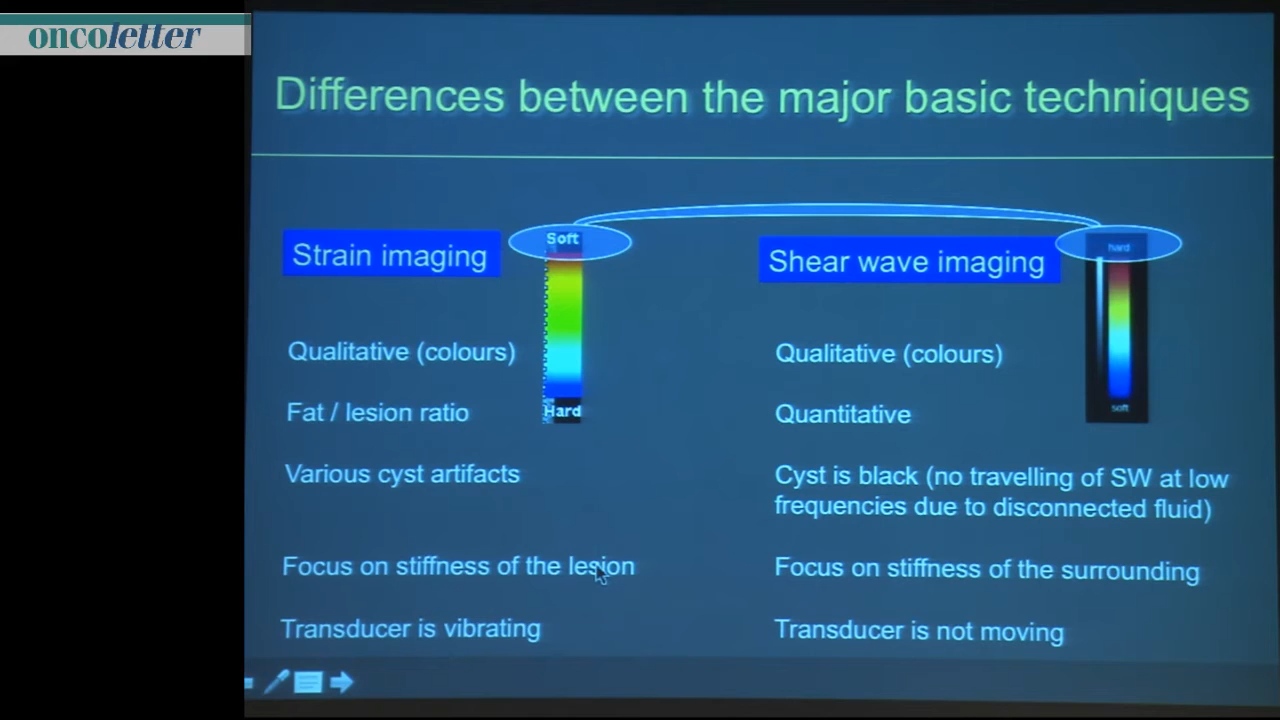 oncoletter
Differences between the major basic techniques
Strain imaging
Soft
Hard
Qualitative (colours)
Fat / lesion ratio
Various cyst artifacts
Focus on stiffness of the lesion
Transducer is vibrating
Shear wave imaging
hard
soft
Qualitative (colours)
Quantitative
Cyst is black (no travelling of SW at low
frequencies due to disconnected fluid)
Focus on stiffness of the surrounding
Transducer is not moving